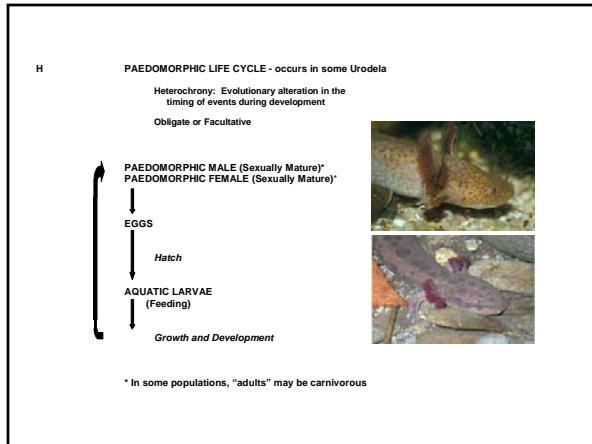 H
PAEDOMORPHIC LIFE CYCLE - occurs in some Urodela
Heterochrony: Evolutionary alteration in the
timing of events during development
Obligate or Facultative
PAEDOMORPHIC MALE (Sexually Mature)*
PAEDOMORPHIC FEMALE (Sexually Mature)*
EGGS
Hatch
AQUATIC LARVAE
(Feeding)
Growth and Development
* In some populations, “adults” may be carnivorous